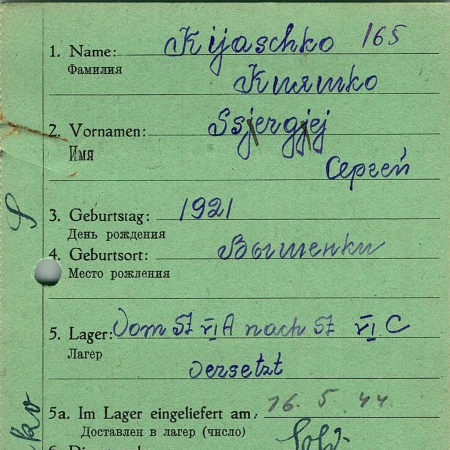 1. Name: Kijaschko 165
Фамилия Кияшко
2. Vornamen: Ssjergjej
Имя
Сергей
3. Geburtstag: 1921
День рождения
4. Geburtsort: Вышенки
Место рождения
5. Lager: Vom St VI A nach St VI C
Лагер
versetzt
5a. Im Lager eingeliefert am 16. 5. 44
Доставлен в лагер (число)